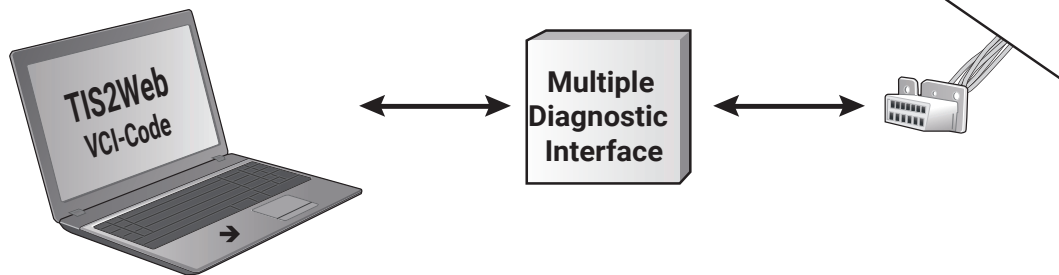 TIS2Web
VCI-Code
Multiple
Diagnostic
Interface